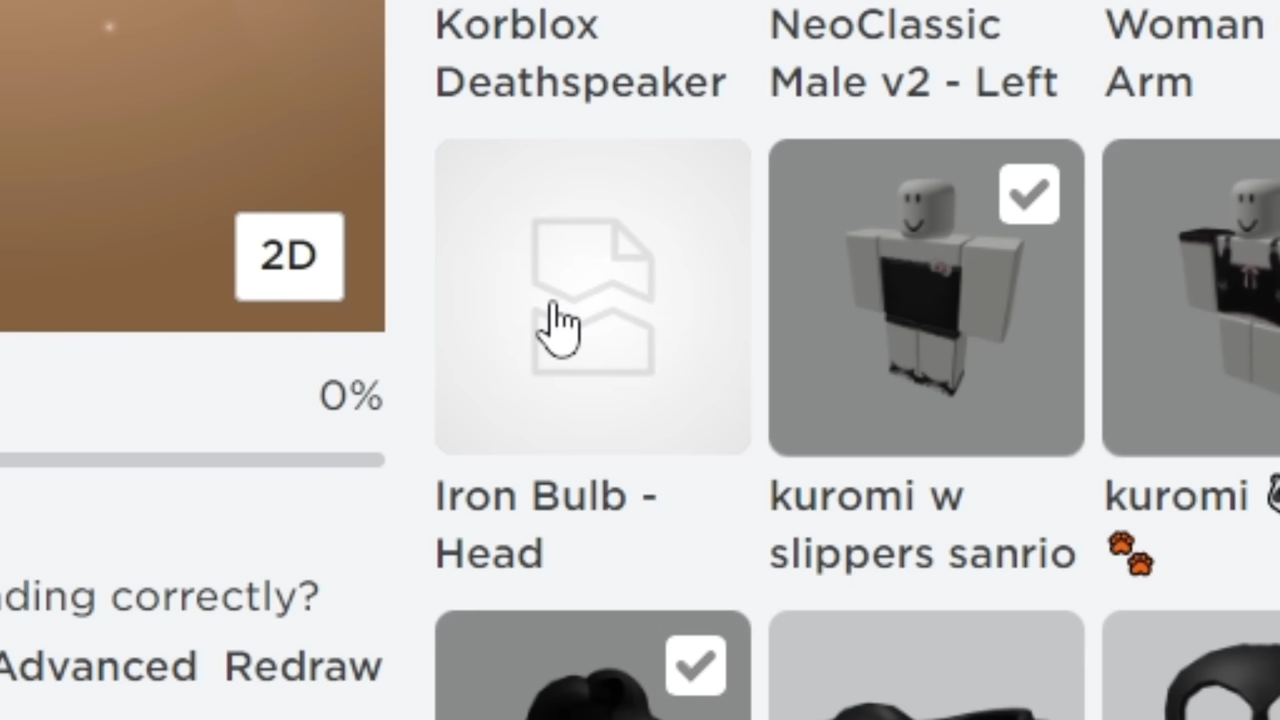 Korblox
Deathspeaker
NeoClassic
Male v2 - Left
Woman
Arm
2D
0%
Iron Bulb -
Head
kuromi w
slippers sanrio
kuromi
ding correctly?
Advanced Redraw